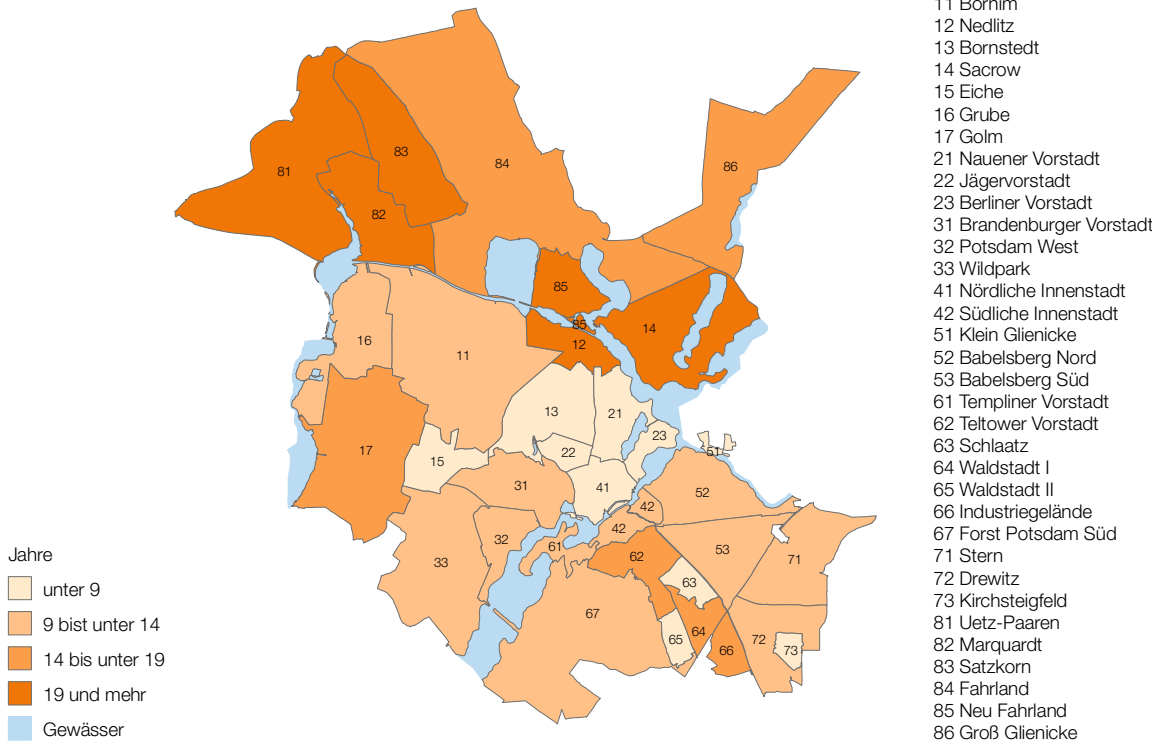 11 Bornim
12 Nedlitz
13 Bornstedt
14 Sacrow
15 Eiche
16 Grube
17 Golm
21 Nauener Vorstadt
22 Jägervorstadt
23 Berliner Vorstadt
31 Brandenburger Vorstadt
32 Potsdam West
33 Wildpark
41 Nördliche Innenstadt
42 Südliche Innenstadt
51 Klein Glienicke
52 Babelsberg Nord
53 Babelsberg Süd
61 Templiner Vorstadt
62 Teltower Vorstadt
63 Schlaatz
64 Waldstadt I
65 Waldstadt II
66 Industriegelände
67 Forst Potsdam Süd
71 Stern
72 Drewitz
73 Kirchsteigfeld
81 Uetz-Paaren
82 Marquardt
83 Satzkorn
84 Fahrland
85 Neu Fahrland
86 Groß Glienicke
83
84
86
81
82
85
85
14
12
16
11
13
21
23
17
15
22
51
31
41
52
42
42
32
61
53
33
62
71
63
67
65
64
66
72
73
Jahre
unter 9
9 bist unter 14
14 bis unter 19
19 und mehr
Gewässer